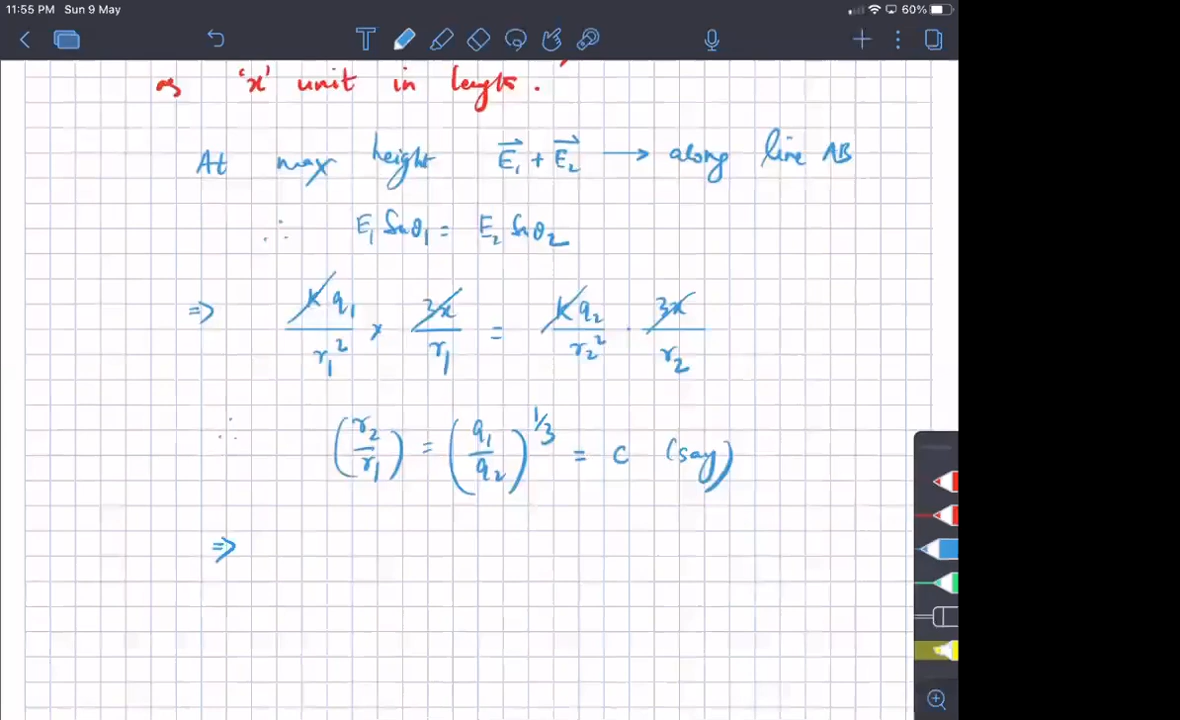 11:55 PM Sun 9 May 60%
as 'x' unit in length.
At max height E⃗₁ + E⃗₂ → along line AB
∴ E₁ Sinθ₁ = E₂ Sinθ₂
⇒ Kq₁/r₁² × 3x/r₁ = Kq₂/r₂² · 3x/r₂
∴ (r₂/r₁) = (q₁/q₂)^1/3 = C (say)
⇒